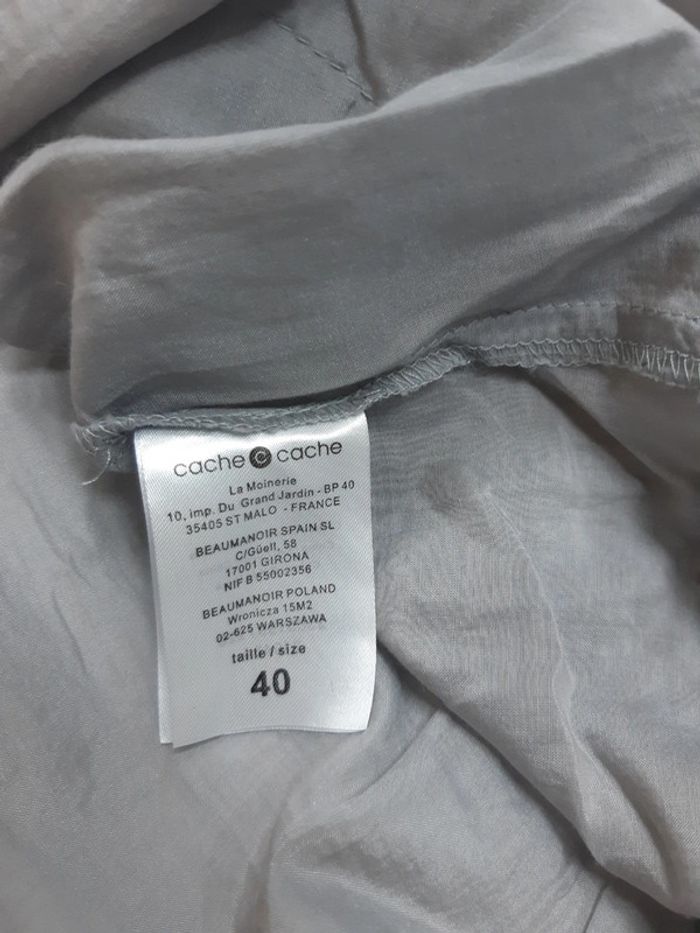 cache c cache
La Moinerie
10, imp. Du Grand Jardin - BP 40
35405 ST MALO - FRANCE
BEAUMANOIR SPAIN SL
C/Güell, 58
17001 GIRONA
NIF B 55002356
BEAUMANOIR POLAND
Wronicza 15M2
02-625 WARSZAWA
taille / size
40